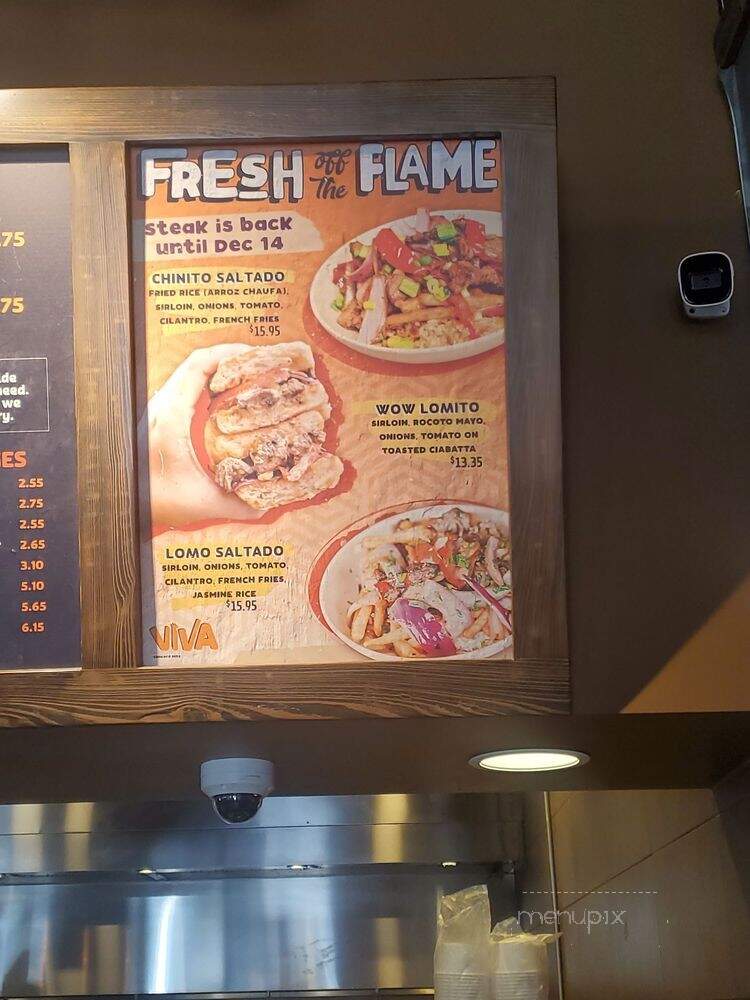 FRESH off The FLAME
steak is back
until Dec 14
CHINITO SALTADO
FRIED RICE (ARROZ CHAUFA),
SIRLOIN, ONIONS, TOMATO,
CILANTRO, FRENCH FRIES
$15.95
WOW LOMITO
SIRLOIN, ROCOTO MAYO,
ONIONS, TOMATO ON
TOASTED CIABATTA
$13.35
LOMO SALTADO
SIRLOIN, ONIONS, TOMATO,
CILANTRO, FRENCH FRIES,
JASMINE RICE
$15.95
VIVA
.75
.75
de
need.
we
y.
ES
2.55
2.75
2.55
2.65
3.10
5.10
5.65
6.15
menupix